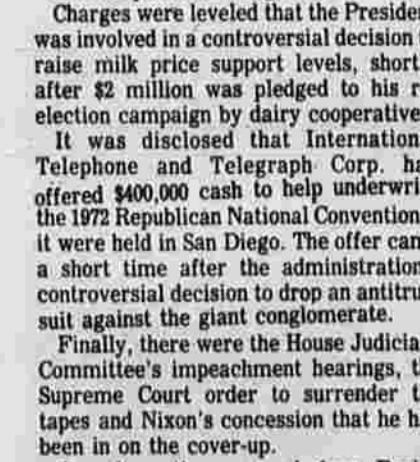 Charges were leveled that the Preside
was involved in a controversial decision
raise milk price support levels, short
after $2 million was pledged to his r
election campaign by dairy cooperative
It was disclosed that Internation
Telephone and Telegraph Corp. ha
offered $400,000 cash to help underwri
the 1972 Republican National Convention
it were held in San Diego. The offer cam
a short time after the administration
controversial decision to drop an antitru
suit against the giant conglomerate.
Finally, there were the House Judicia
Committee's impeachment hearings, t
Supreme Court order to surrender t
tapes and Nixon's concession that he h
been in on the cover-up.